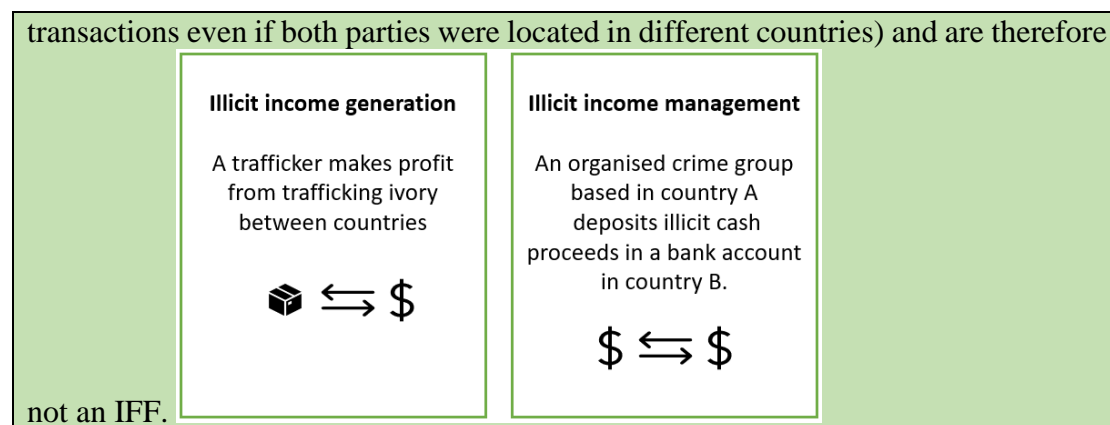 transactions even if both parties were located in different countries) and are therefore
Illicit income generation
A trafficker makes profit
from trafficking ivory
between countries
$
Illicit income management
An organised crime group
based in country A
deposits illicit cash
proceeds in a bank account
in country B.
$ $
not an IFF.